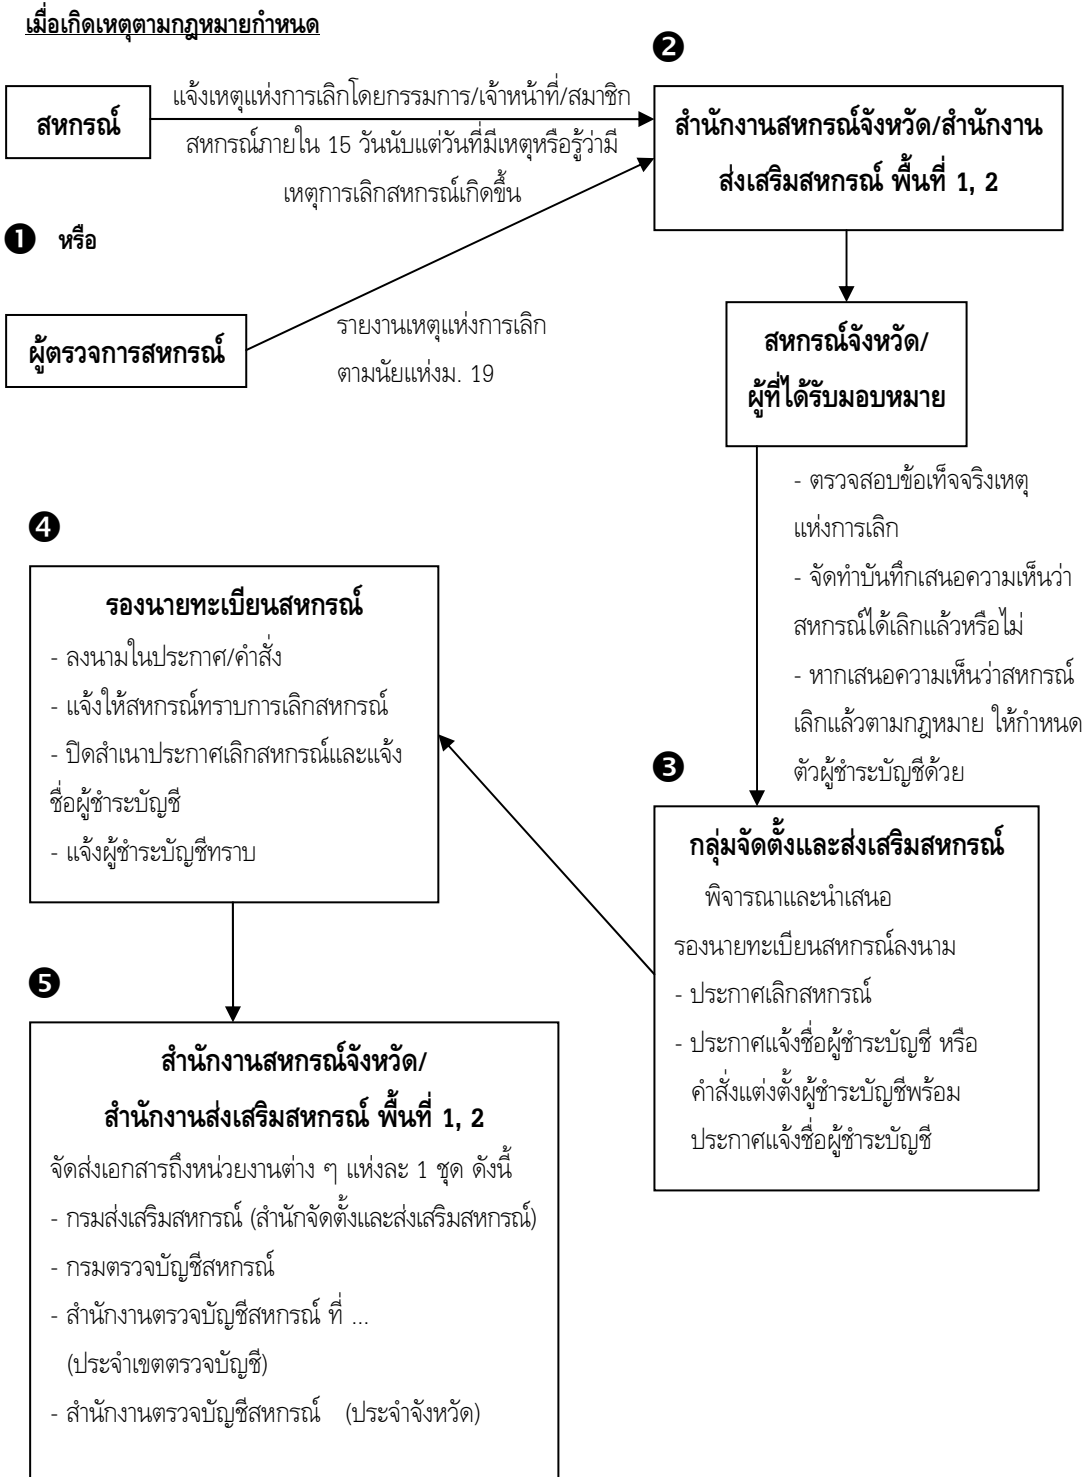 เมื่อเกิดเหตุตามกฎหมายกำหนด
สหกรณ์
แจ้งเหตุแห่งการเลิกโดยกรรมการ/เจ้าหน้าที่/สมาชิก
สหกรณ์ภายใน 15 วันนับแต่วันที่มีเหตุหรือรู้ว่ามี
เหตุการเลิกสหกรณ์เกิดขึ้น
❶ หรือ
ผู้ตรวจการสหกรณ์
รายงานเหตุแห่งการเลิก
ตามนัยแห่งม. 19
❷
สำนักงานสหกรณ์จังหวัด/สำนักงาน
ส่งเสริมสหกรณ์ พื้นที่ 1, 2
สหกรณ์จังหวัด/
ผู้ที่ได้รับมอบหมาย
- ตรวจสอบข้อเท็จจริงเหตุ
แห่งการเลิก
- จัดทำบันทึกเสนอความเห็นว่า
สหกรณ์ได้เลิกแล้วหรือไม่
- หากเสนอความเห็นว่าสหกรณ์
เลิกแล้วตามกฎหมาย ให้กำหนด
ตัวผู้ชำระบัญชีด้วย
❸
กลุ่มจัดตั้งและส่งเสริมสหกรณ์
พิจารณาและนำเสนอ
รองนายทะเบียนสหกรณ์ลงนาม
- ประกาศเลิกสหกรณ์
- ประกาศแจ้งชื่อผู้ชำระบัญชี หรือ
คำสั่งแต่งตั้งผู้ชำระบัญชีพร้อม
ประกาศแจ้งชื่อผู้ชำระบัญชี
❹
รองนายทะเบียนสหกรณ์
- ลงนามในประกาศ/คำสั่ง
- แจ้งให้สหกรณ์ทราบการเลิกสหกรณ์
- ปิดสำเนาประกาศเลิกสหกรณ์และแจ้ง
ชื่อผู้ชำระบัญชี
- แจ้งผู้ชำระบัญชีทราบ
❺
สำนักงานสหกรณ์จังหวัด/
สำนักงานส่งเสริมสหกรณ์ พื้นที่ 1, 2
จัดส่งเอกสารถึงหน่วยงานต่าง ๆ แห่งละ 1 ชุด ดังนี้
- กรมส่งเสริมสหกรณ์ (สำนักจัดตั้งและส่งเสริมสหกรณ์)
- กรมตรวจบัญชีสหกรณ์
- สำนักงานตรวจบัญชีสหกรณ์ ที่ ...
(ประจำเขตตรวจบัญชี)
- สำนักงานตรวจบัญชีสหกรณ์ (ประจำจังหวัด)